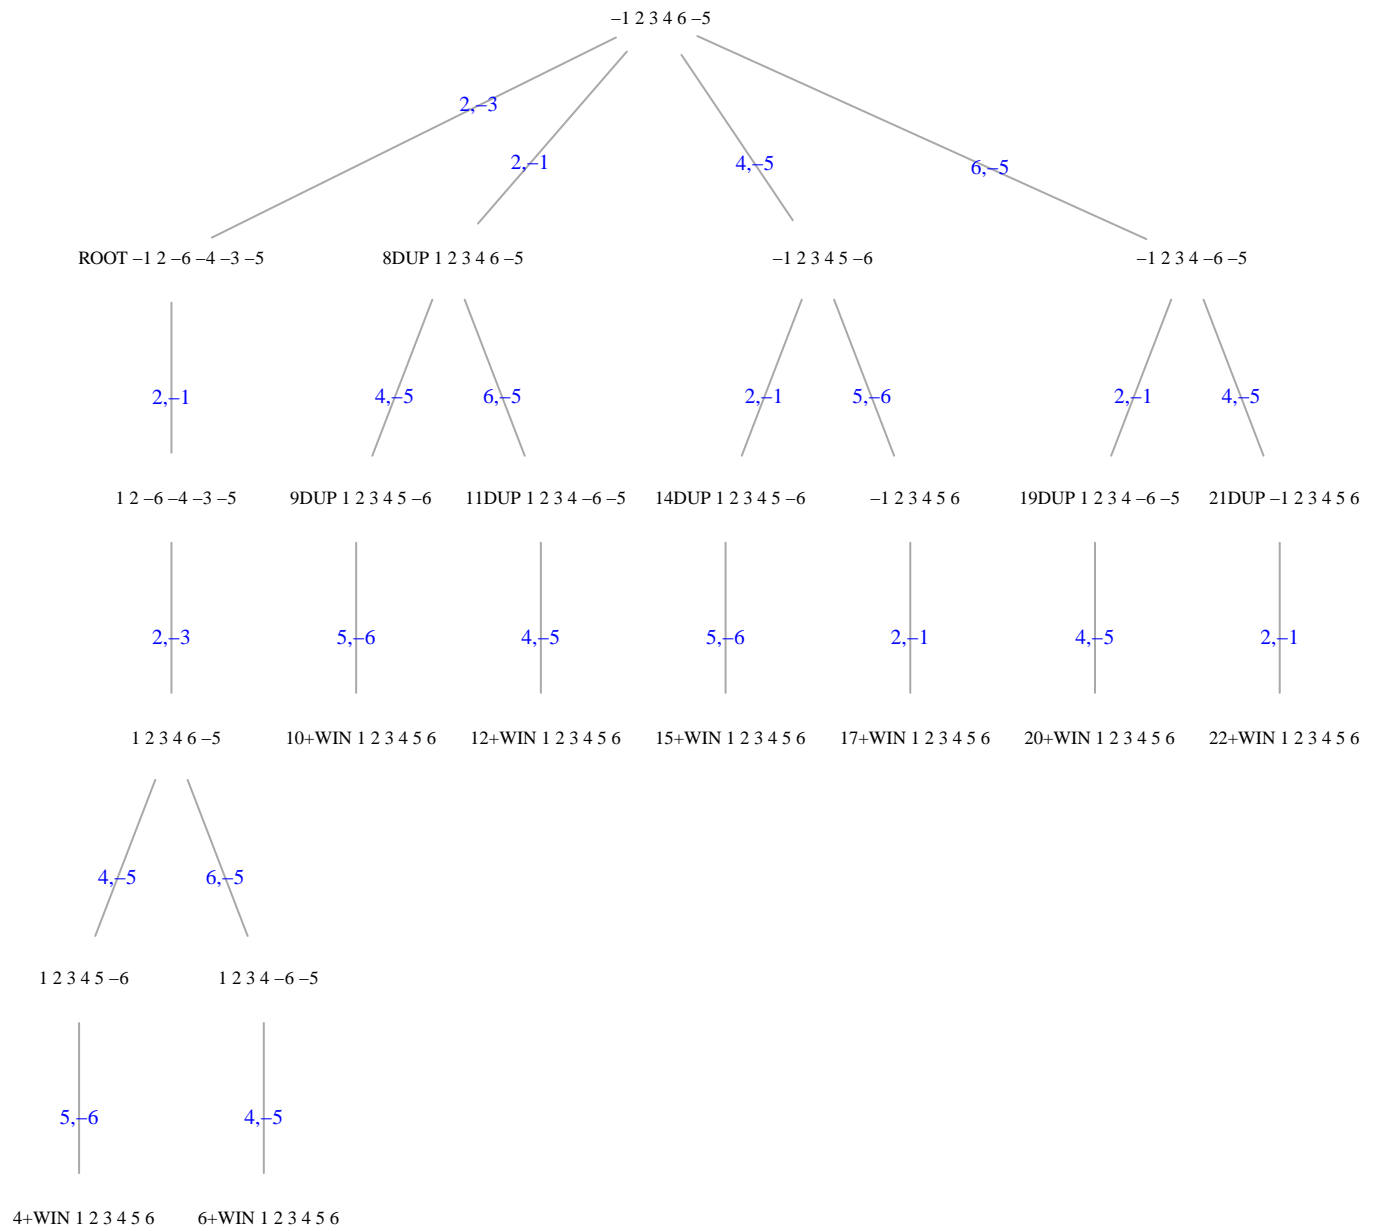 –1 2 3 4 6 –5
2,–3
2,–1
4,–5
6,–5
ROOT –1 2 –6 –4 –3 –5
8DUP 1 2 3 4 6 –5
–1 2 3 4 5 –6
–1 2 3 4 –6 –5
2,–1
4,–5
6,–5
2,–1
5,–6
2,–1
4,–5
1 2 –6 –4 –3 –5
9DUP 1 2 3 4 5 –6
11DUP 1 2 3 4 –6 –5
14DUP 1 2 3 4 5 –6
–1 2 3 4 5 6
19DUP 1 2 3 4 –6 –5
21DUP –1 2 3 4 5 6
2,–3
5,–6
4,–5
5,–6
2,–1
4,–5
2,–1
1 2 3 4 6 –5
10+WIN 1 2 3 4 5 6
12+WIN 1 2 3 4 5 6
15+WIN 1 2 3 4 5 6
17+WIN 1 2 3 4 5 6
20+WIN 1 2 3 4 5 6
22+WIN 1 2 3 4 5 6
4,–5
6,–5
1 2 3 4 5 –6
1 2 3 4 –6 –5
5,–6
4,–5
4+WIN 1 2 3 4 5 6
6+WIN 1 2 3 4 5 6